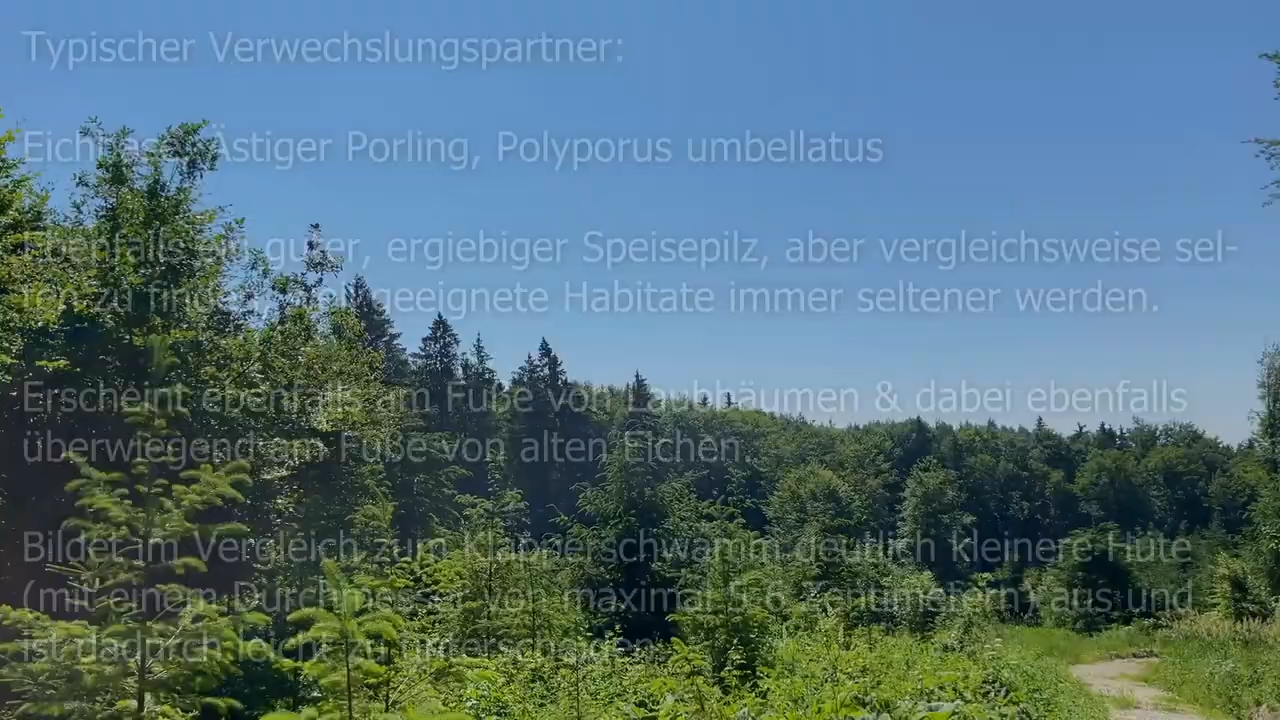 Typischer Verwechslungspartner:
Ästiger Porling, Polyporus umbellatus
Ebenfalls ein guter, ergiebiger Speisepilz, aber vergleichsweise sel-
ten zu finden, da geeignete Habitate immer seltener werden.
Erscheint ebenfalls am Fuße von Laubbäumen & dabei ebenfalls
überwiegend am Fuße von alten Eichen
Bildet im Vergleich zum Klapperschwamm deutlich kleinere Hüte
(mit einem Durchmesser von maximal 5-6 Zentimetern) aus und
ist daurch leicht zu unterscheiden.